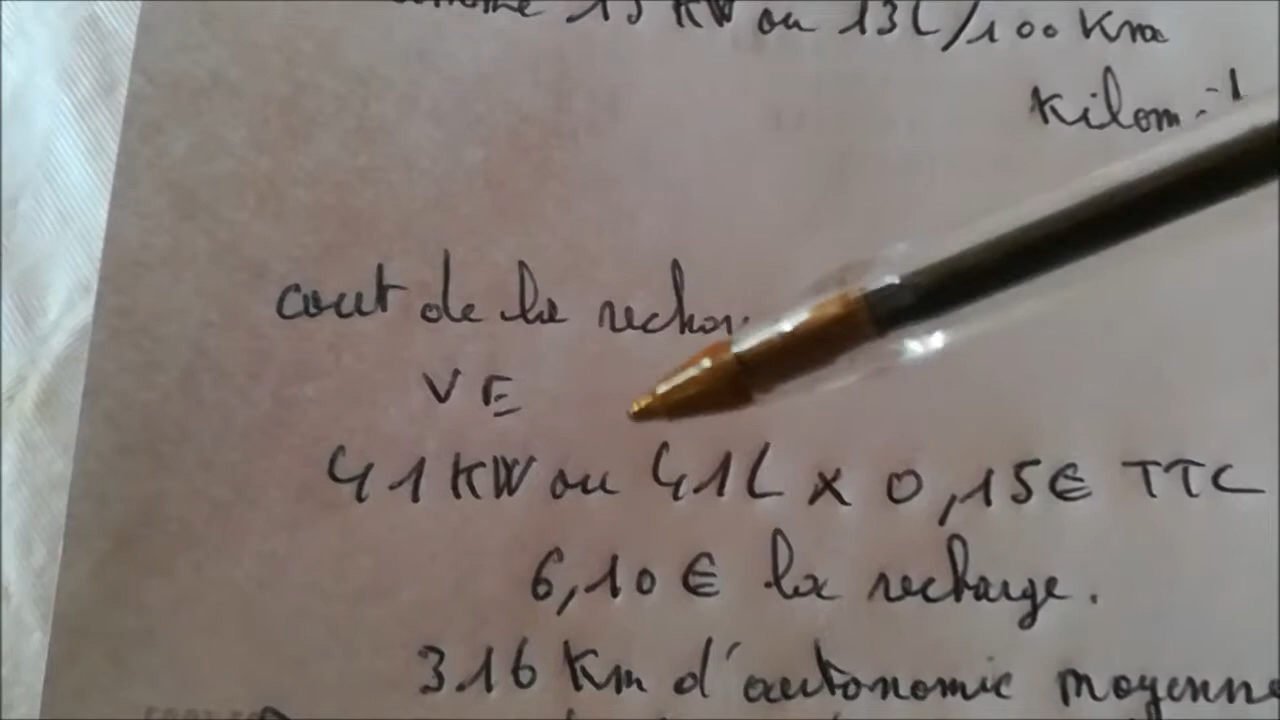 13 KW ou 13L/100 Km
cout de la
VE
41 KW ou 41L x 0,15€ TTC
6,10 € la recharge.
316 Km d'autonomie moyenne